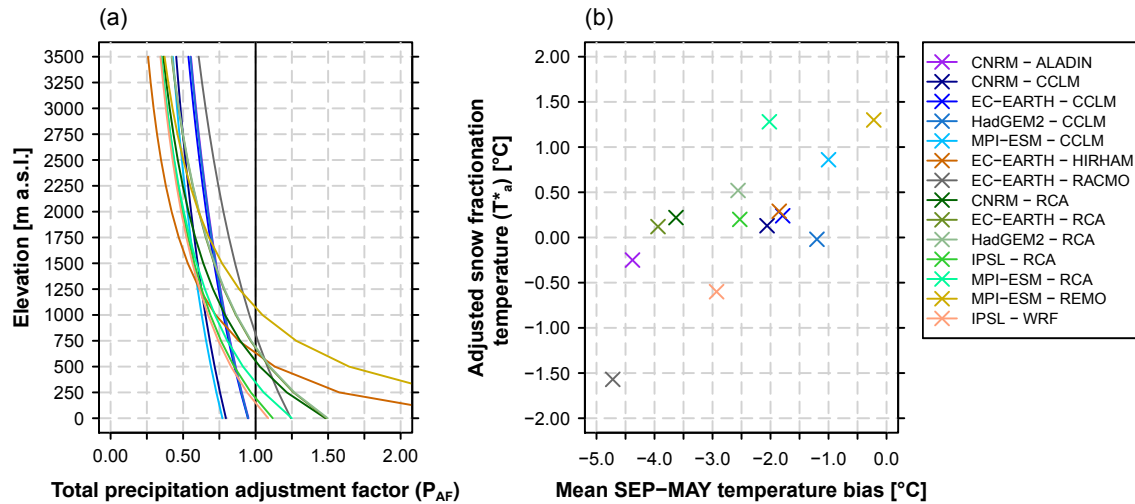 (a)
Elevation [m a.s.l.]
3500
3250
3000
2750
2500
2250
2000
1750
1500
1250
1000
750
500
250
0
0.00 0.50 1.00 1.50 2.00
Total precipitation adjustment factor (P_AF)
(b)
Adjusted snow fractionation
temperature (T*_a) [°C]
2.00
1.50
1.00
0.50
0.00
−0.50
−1.00
−1.50
−2.00
−5.0 −4.0 −3.0 −2.0 −1.0 0.0
Mean SEP−MAY temperature bias [°C]
CNRM − ALADIN
CNRM − CCLM
EC−EARTH − CCLM
HadGEM2 − CCLM
MPI−ESM − CCLM
EC−EARTH − HIRHAM
EC−EARTH − RACMO
CNRM − RCA
EC−EARTH − RCA
HadGEM2 − RCA
IPSL − RCA
MPI−ESM − RCA
MPI−ESM − REMO
IPSL − WRF